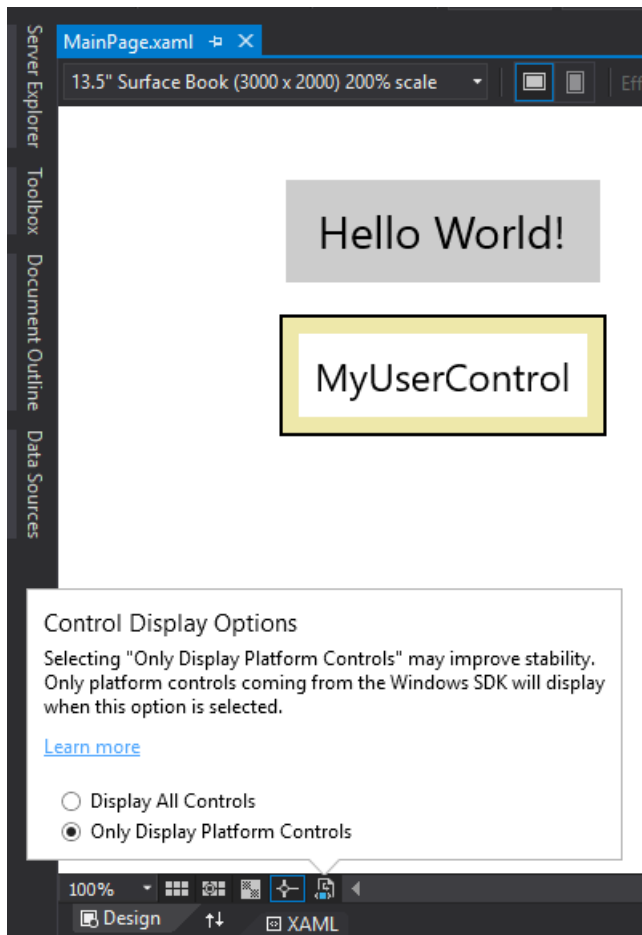 Server Explorer
Toolbox
Document Outline
Data Sources
MainPage.xaml
13.5" Surface Book (3000 x 2000) 200% scale
Eff
Hello World!
MyUserControl
Control Display Options
Selecting "Only Display Platform Controls" may improve stability.
Only platform controls coming from the Windows SDK will display
when this option is selected.
Learn more
Display All Controls
Only Display Platform Controls
100%
Design
XAML